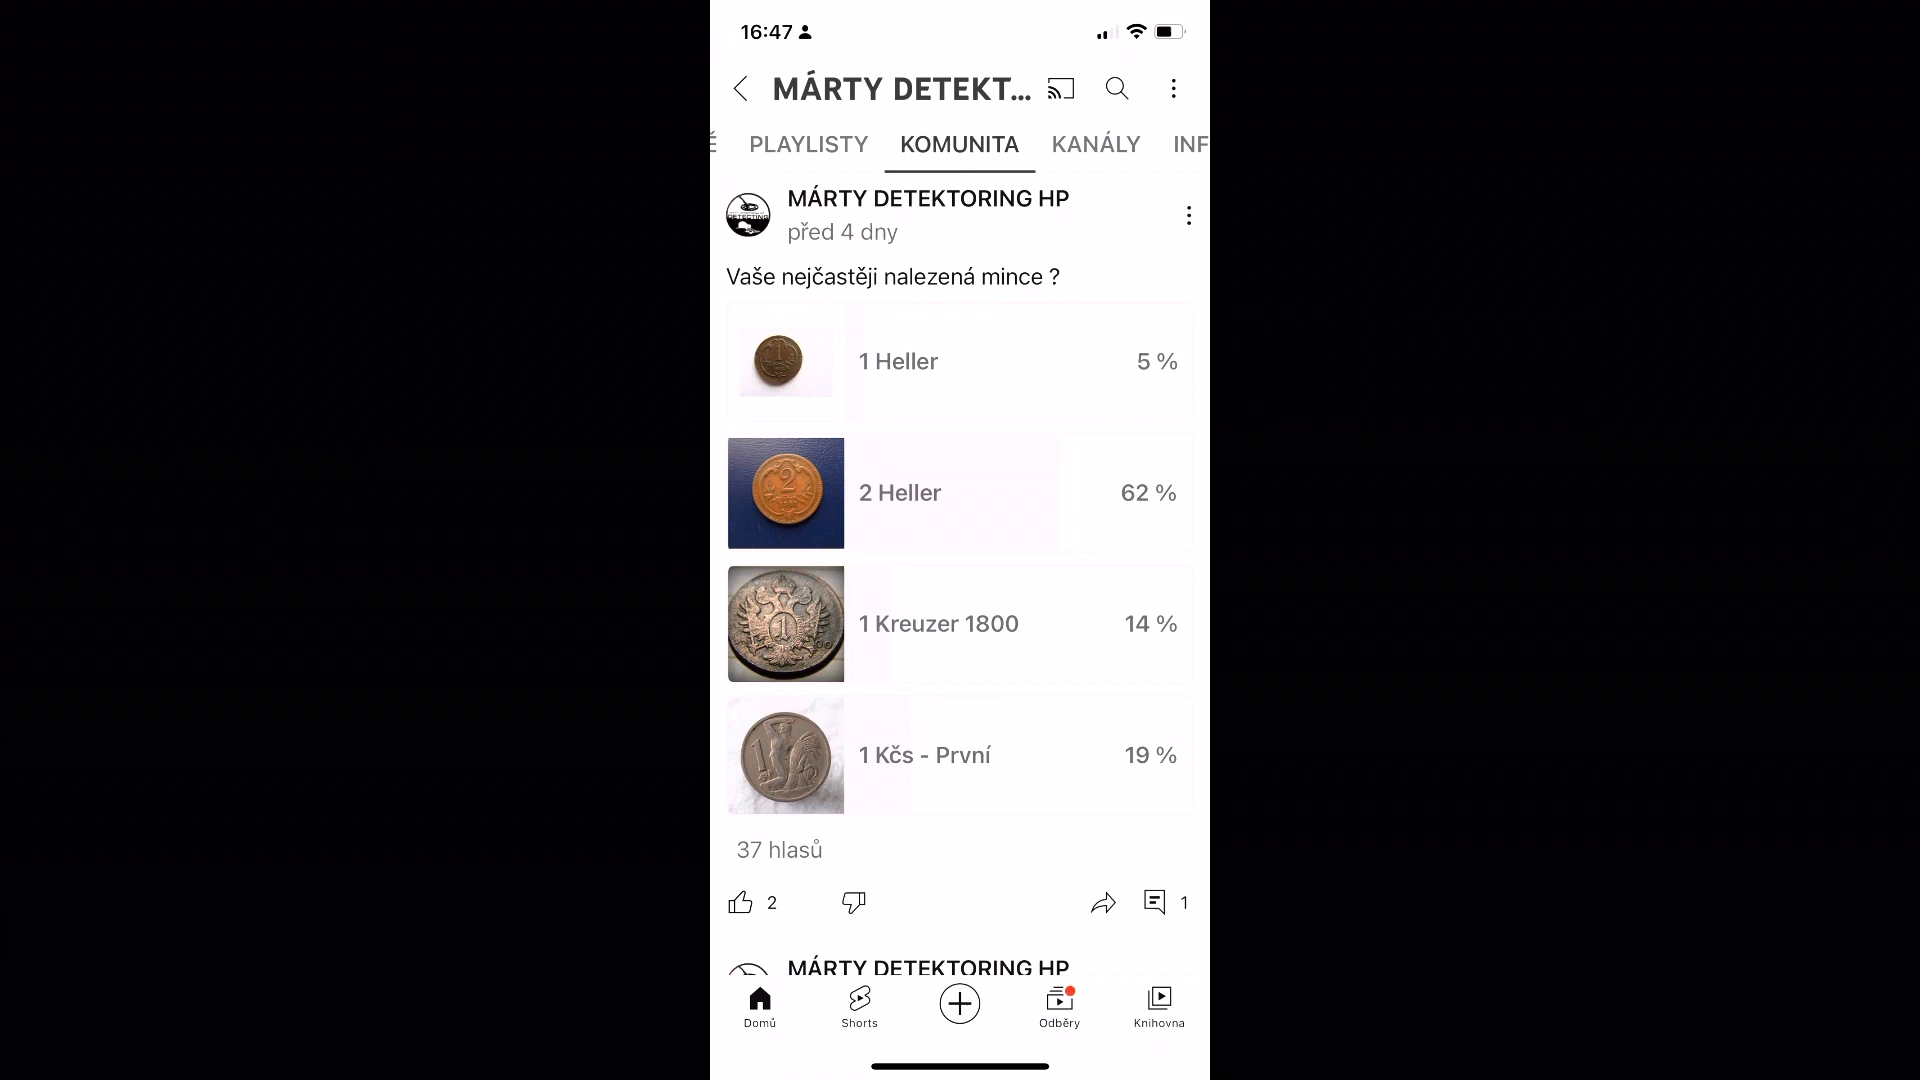 16:47
MÁRTY DETEKT...
PLAYLISTY KOMUNITA KANÁLY INF
MÁRTY DETEKTORING HP
před 4 dny
Vaše nejčastěji nalezená mince ?
1 Heller 5 %
2 Heller 62 %
1 Kreuzer 1800 14 %
1 Kčs - První 19 %
37 hlasů
2 1
MÁRTY DETEKTORING HP
Domů Shorts Odběry Knihovna